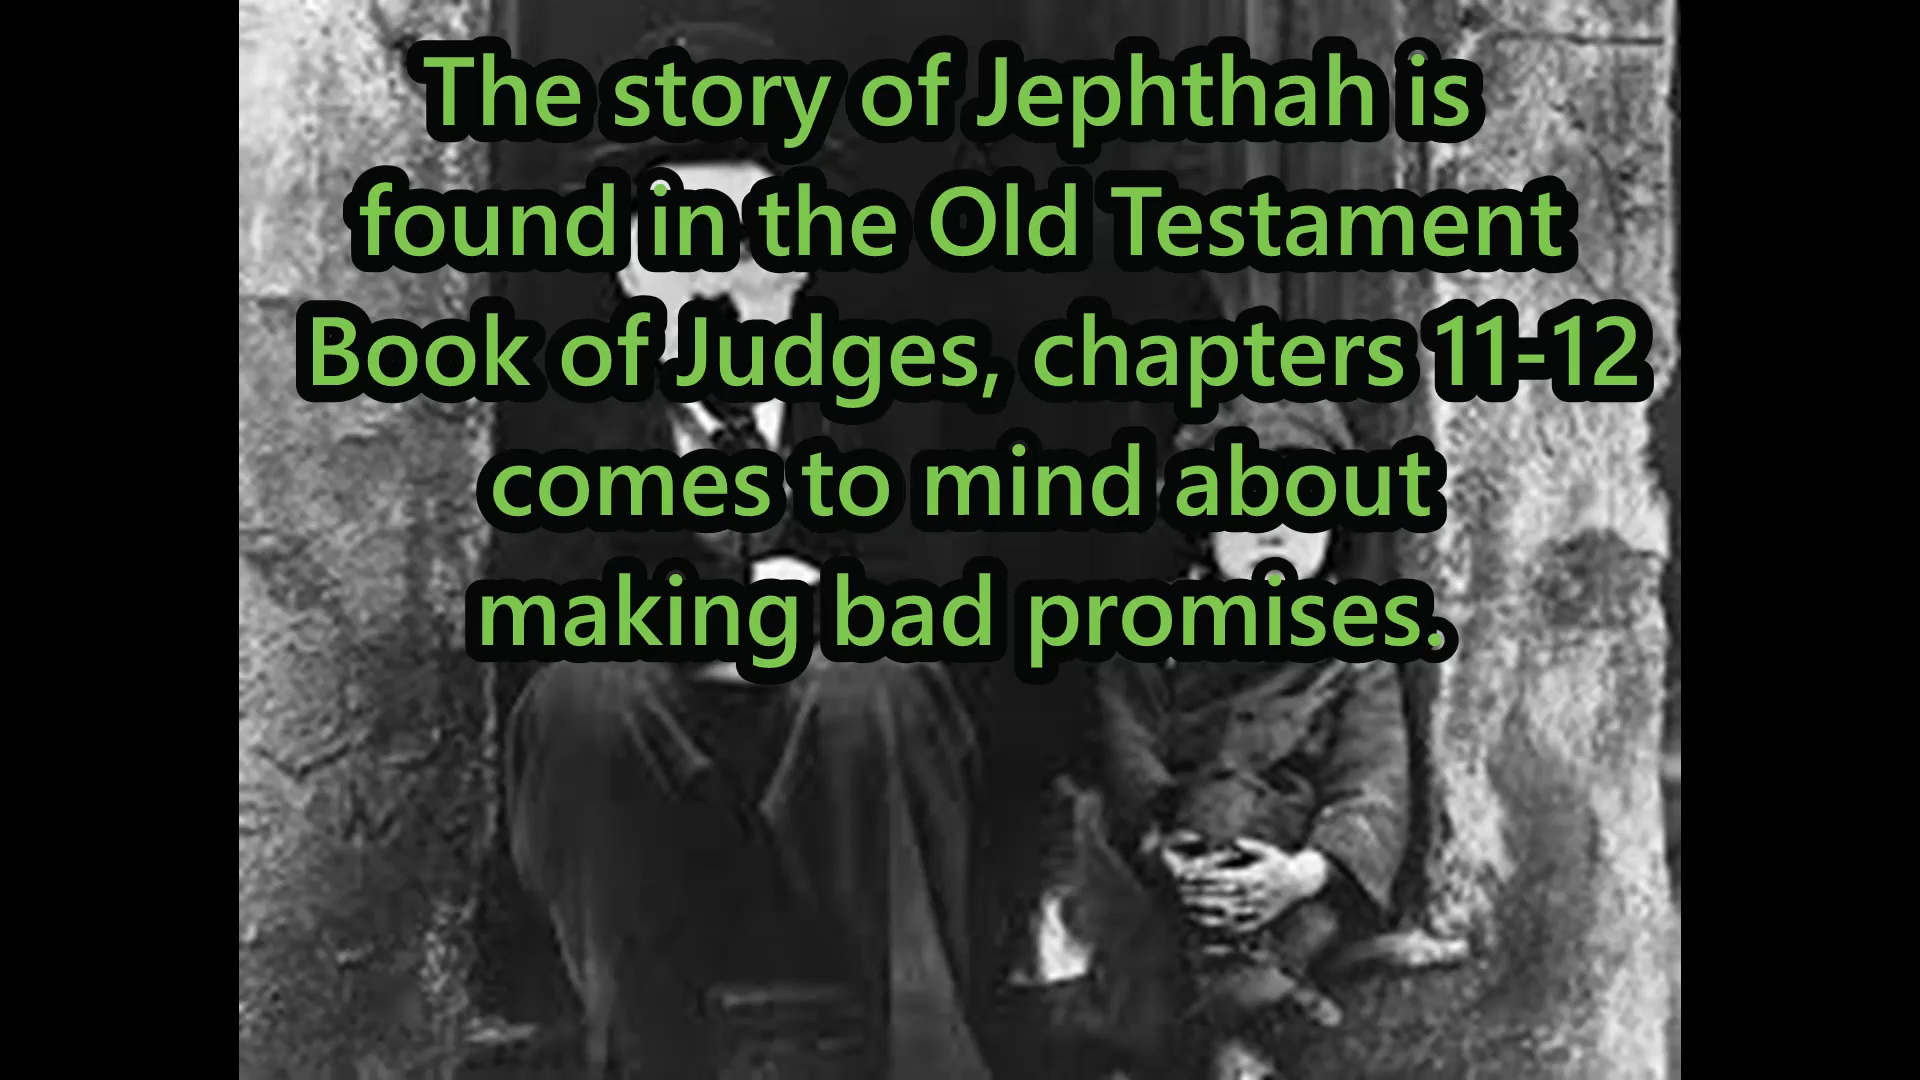 The story of Jephthah is
found in the Old Testament
Book of Judges, chapters 11-12
comes to mind about
making bad promises.